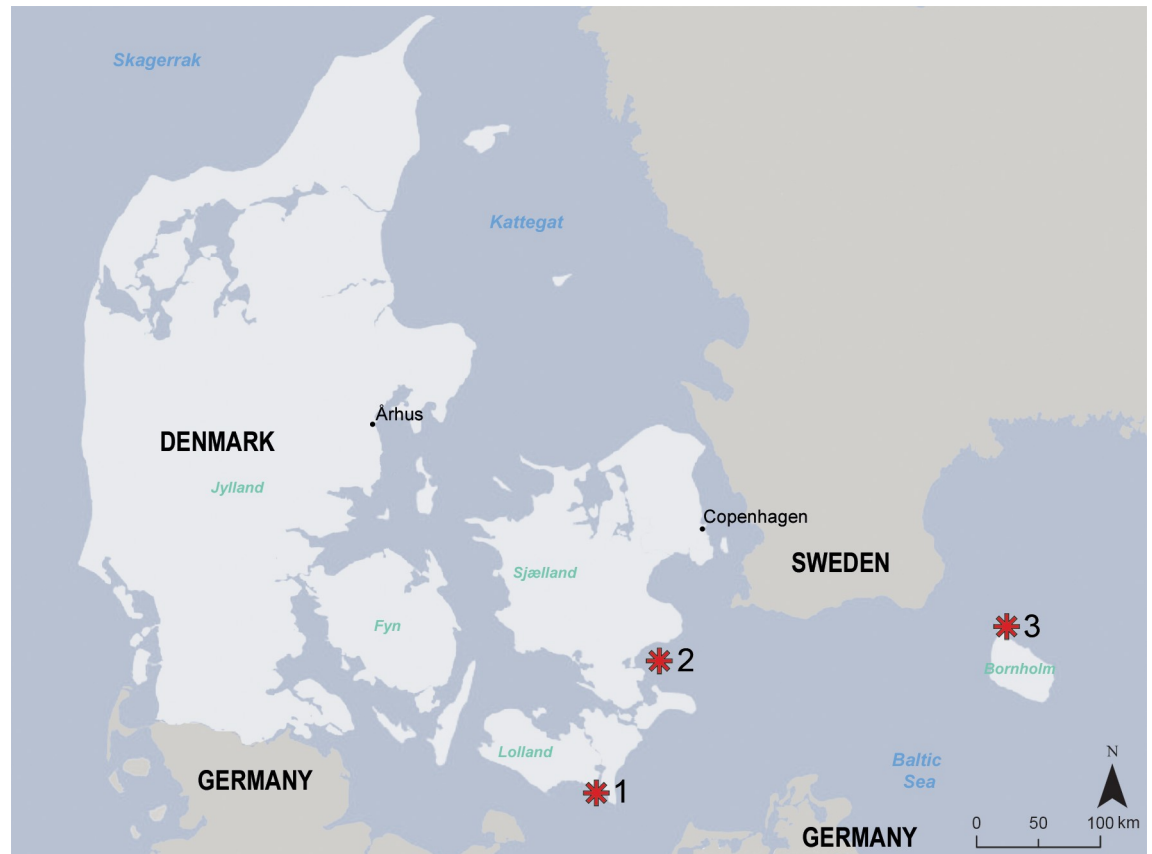 Skagerrak
Kattegat
Århus
DENMARK
Jylland
Copenhagen
SWEDEN
Sjælland
Fyn
3
2
Bornholm
Lolland
N
Baltic
Sea
GERMANY
1
0 50 100 km
GERMANY